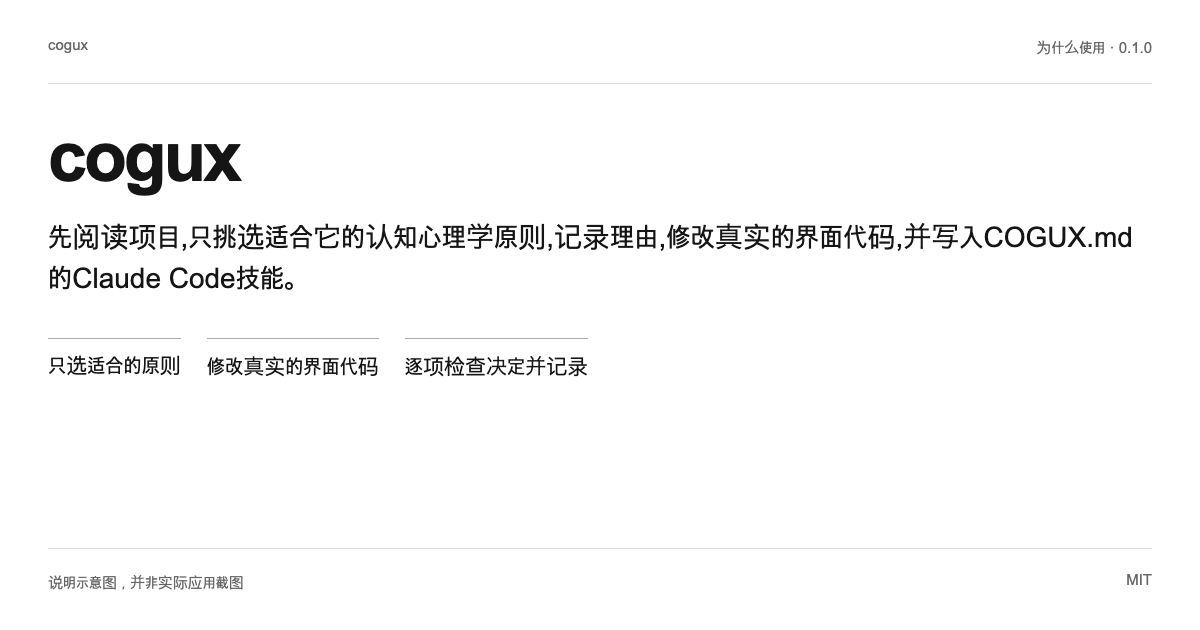 cogux
为什么使用 · 0.1.0
cogux
先阅读项目,只挑选适合它的认知心理学原则,记录理由,修改真实的界面代码,并写入COGUX.md
的Claude Code技能。
只选适合的原则
修改真实的界面代码
逐项检查决定并记录
说明示意图，并非实际应用截图
MIT